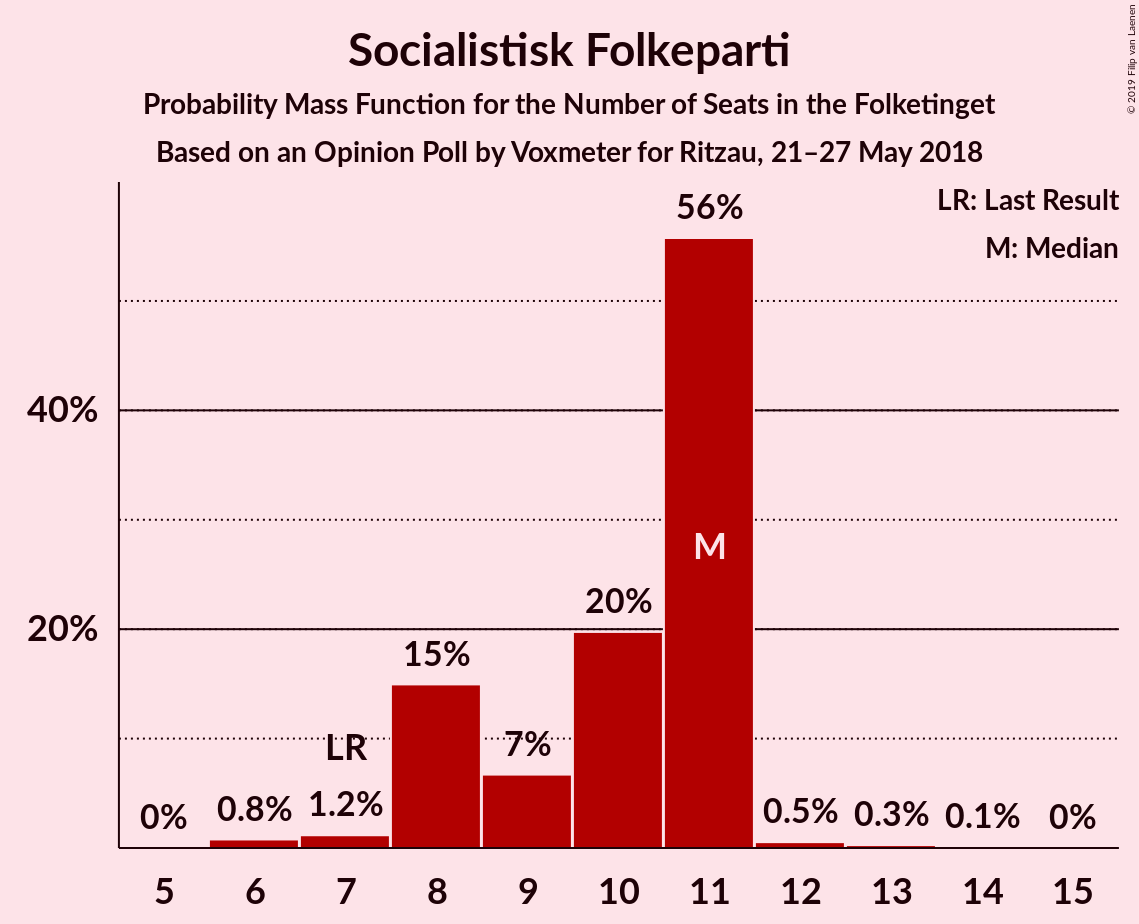 Socialistisk Folkeparti
Probability Mass Function for the Number of Seats in the Folketinget
Based on an Opinion Poll by Voxmeter for Ritzau, 21–27 May 2018
© 2019 Filip van Laenen
LR: Last Result
M: Median
56%
40%
M
20%
20%
15%
LR
7%
0%
0.8%
1.2%
0.5%
0.3%
0.1%
0%
5 6 7 8 9 10 11 12 13 14 15